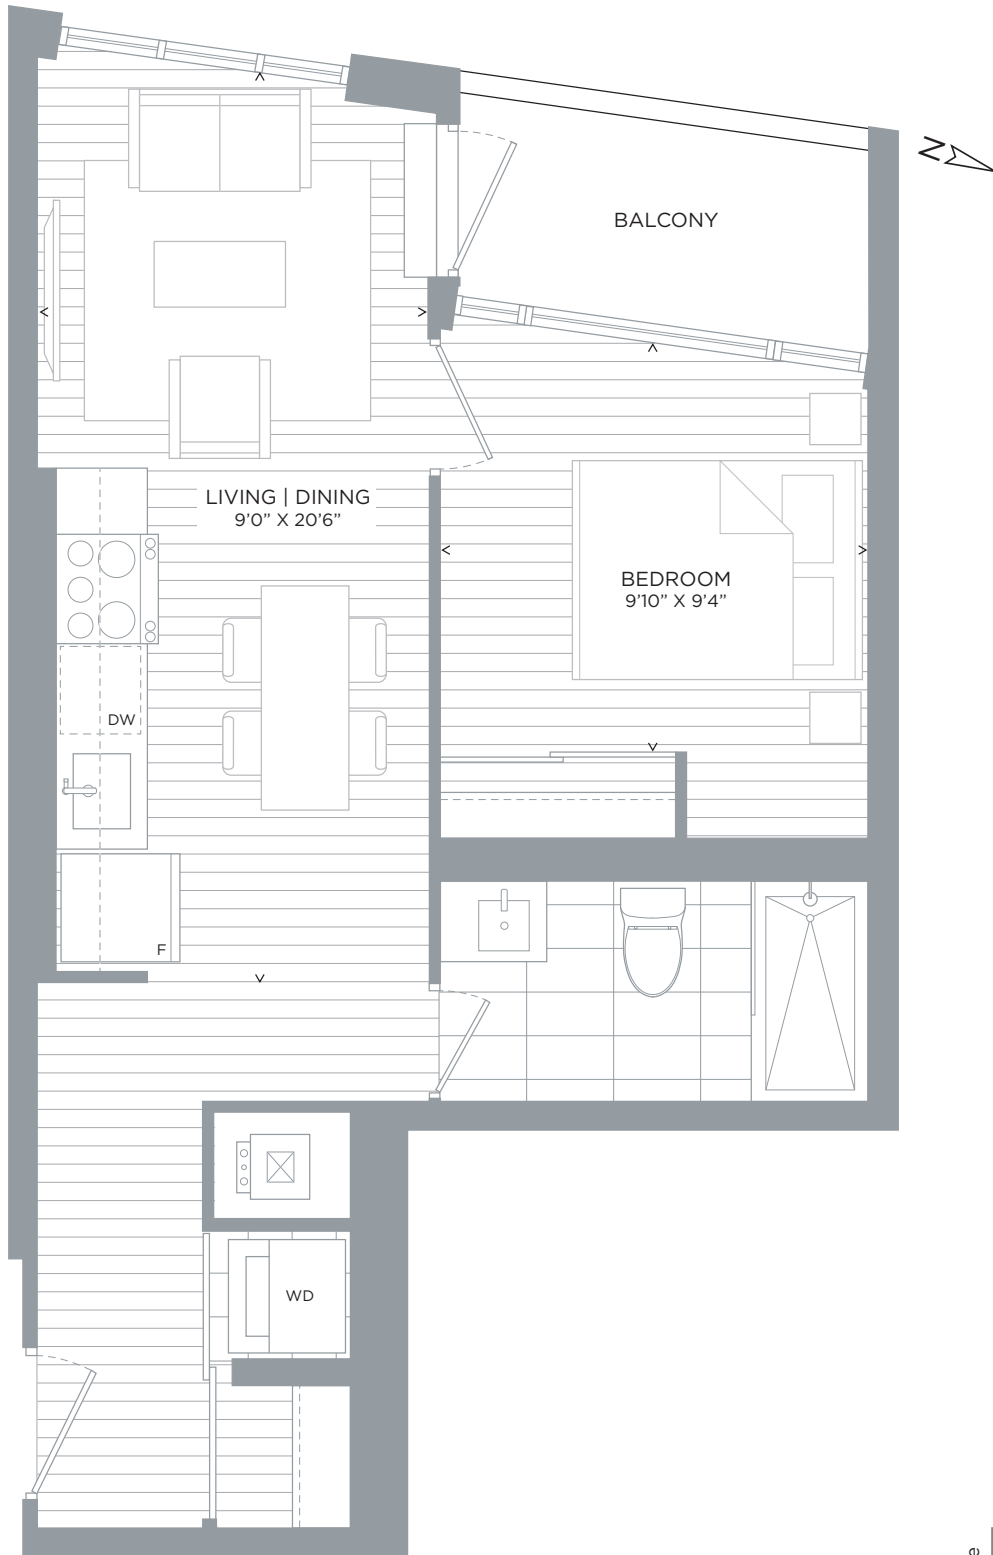 N
BALCONY
LIVING | DINING
9’0” X 20’6”
BEDROOM
9’10” X 9’4”
DW
F
WD
e